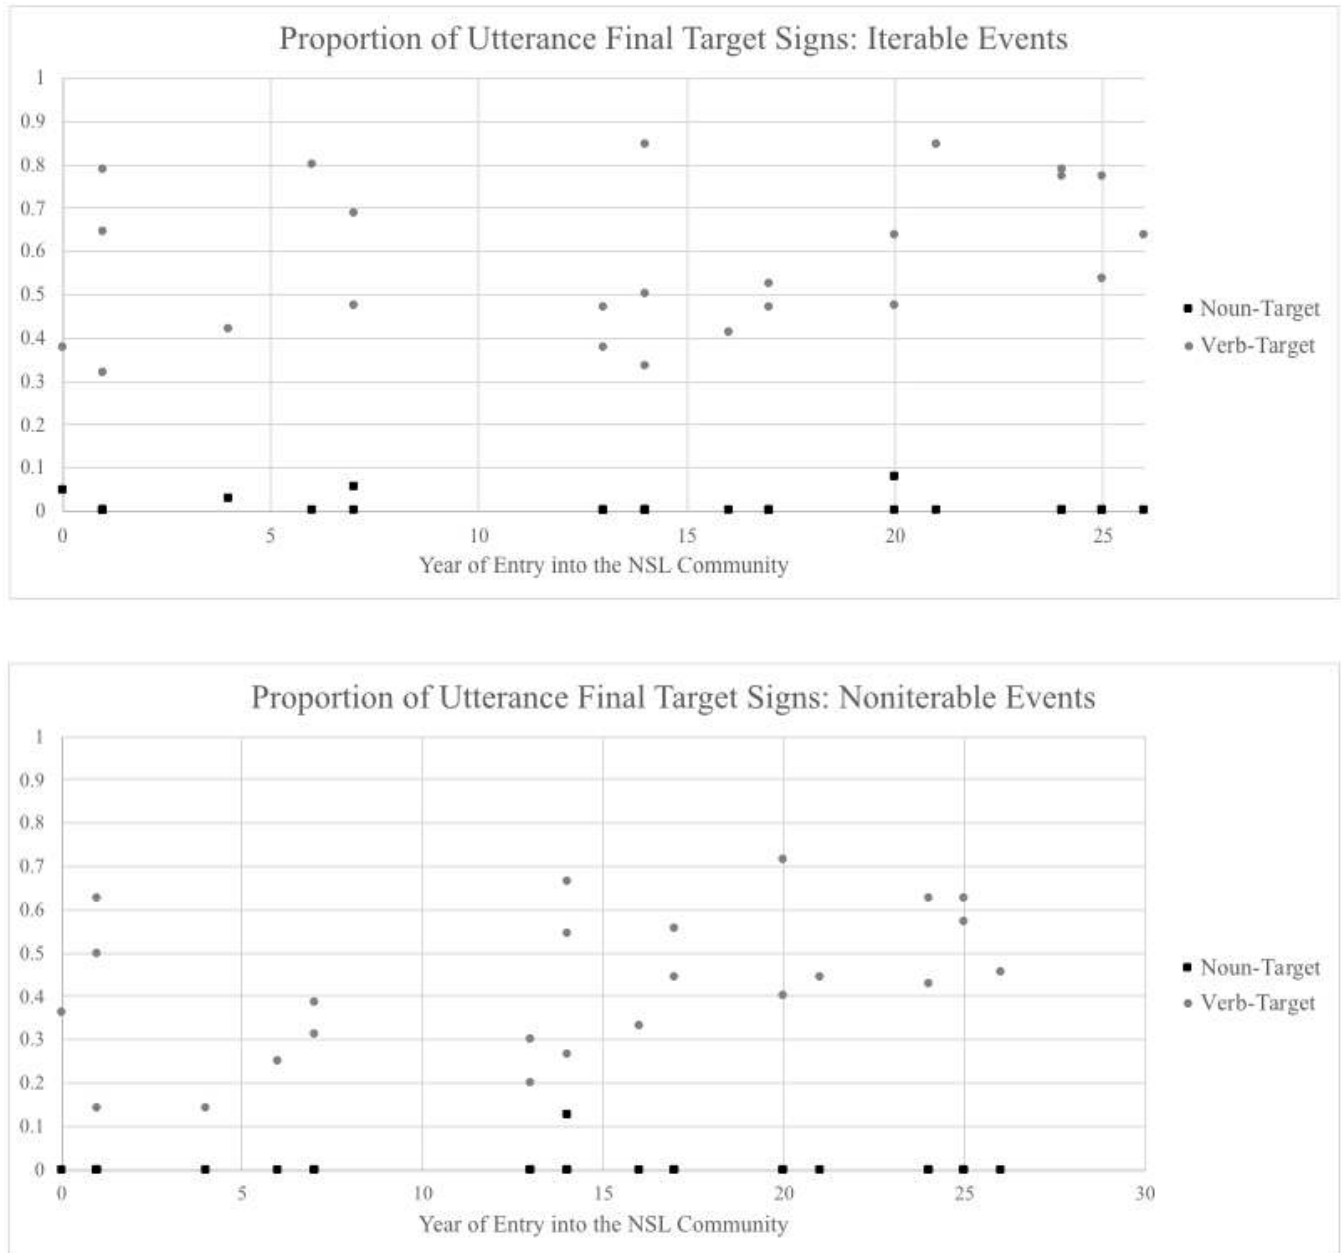 Proportion of Utterance Final Target Signs: Iterable Events
1
0.9
0.8
0.7
0.6
0.5
0.4
0.3
0.2
0.1
0
0 5 10 15 20 25
Year of Entry into the NSL Community
Noun-Target
Verb-Target
Proportion of Utterance Final Target Signs: Noniterable Events
1
0.9
0.8
0.7
0.6
0.5
0.4
0.3
0.2
0.1
0
0 5 10 15 20 25 30
Year of Entry into the NSL Community
Noun-Target
Verb-Target